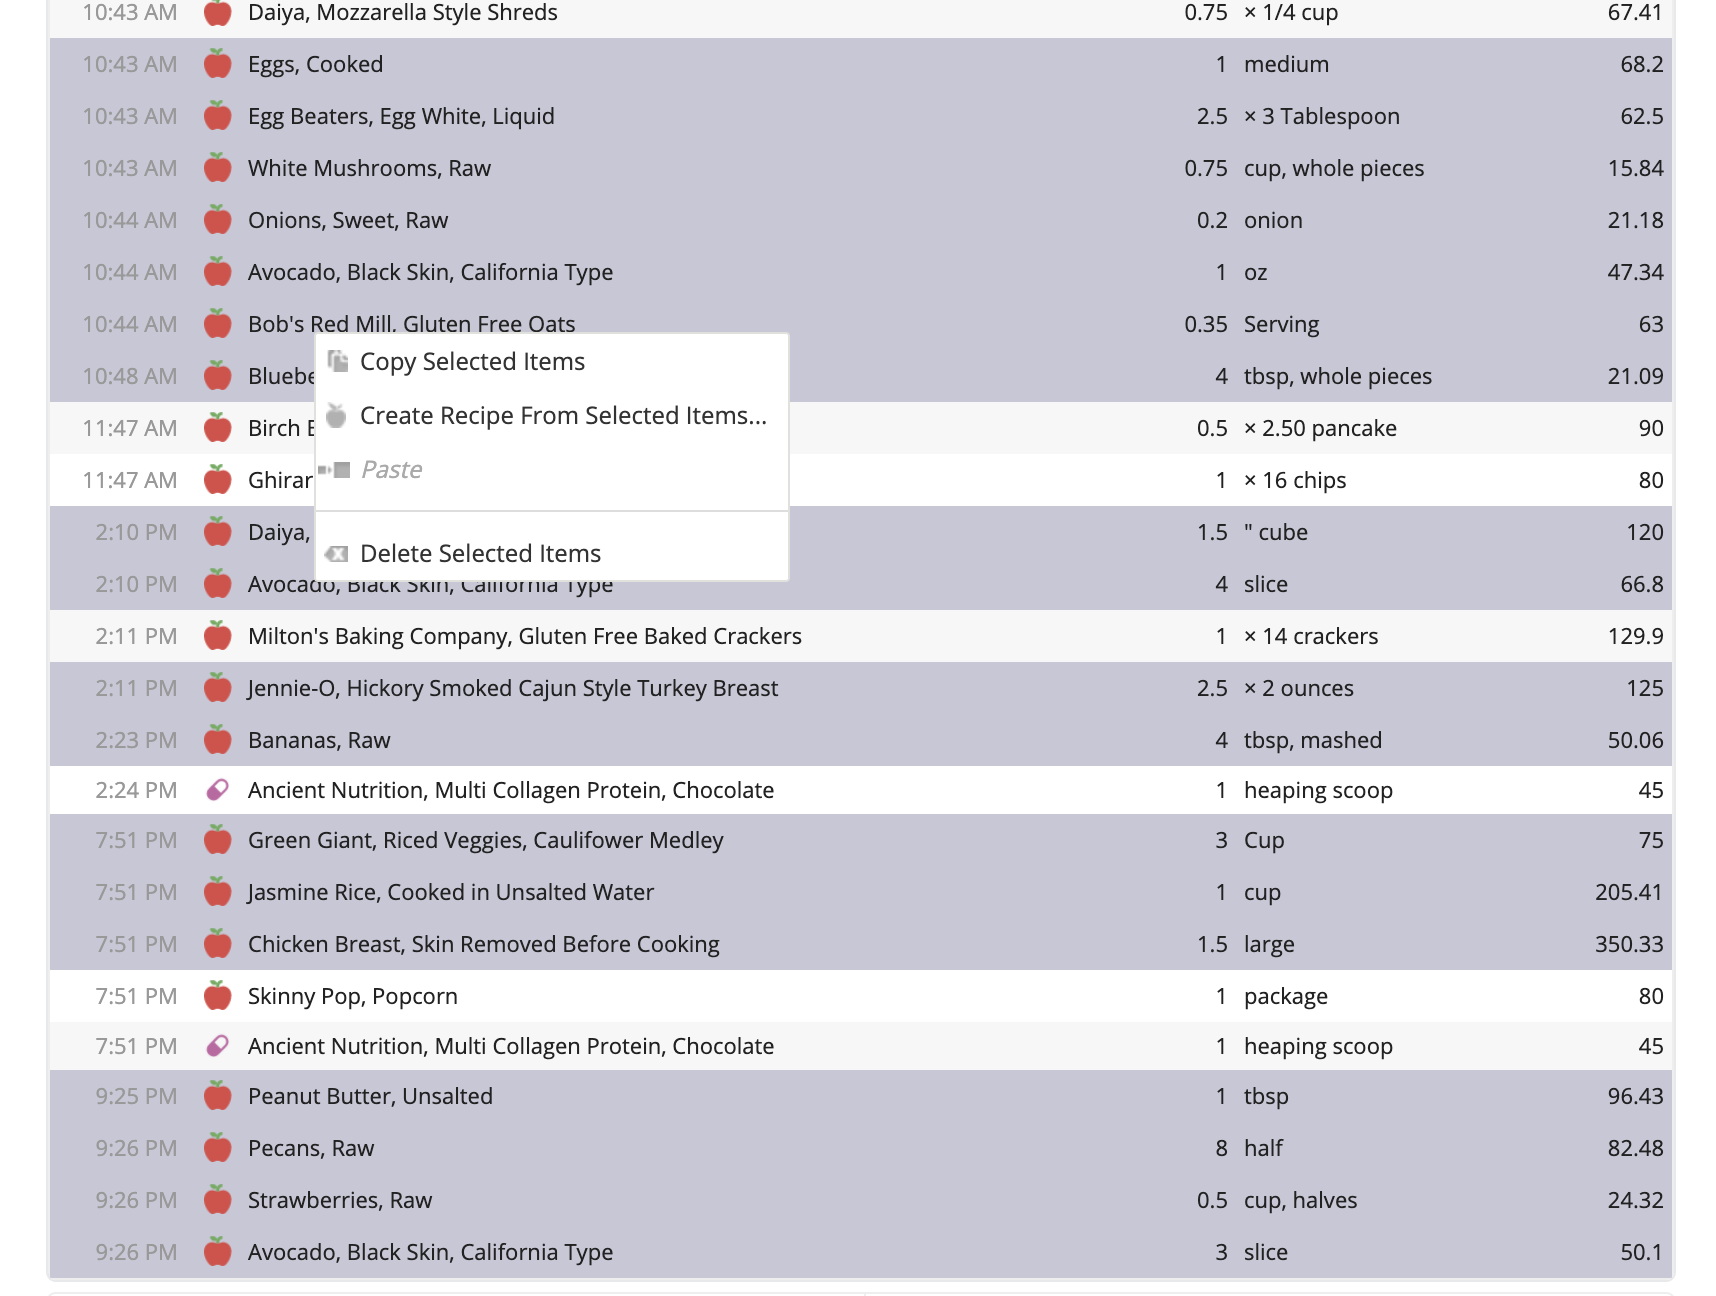 10:43 AM Daiya, Mozzarella Style Shreds 0.75 × 1/4 cup 67.41
10:43 AM Eggs, Cooked 1 medium 68.2
10:43 AM Egg Beaters, Egg White, Liquid 2.5 × 3 Tablespoon 62.5
10:43 AM White Mushrooms, Raw 0.75 cup, whole pieces 15.84
10:44 AM Onions, Sweet, Raw 0.2 onion 21.18
10:44 AM Avocado, Black Skin, California Type 1 oz 47.34
10:44 AM Bob's Red Mill, Gluten Free Oats 0.35 Serving 63
Copy Selected Items
10:48 AM Bluebe 4 tbsp, whole pieces 21.09
Create Recipe From Selected Items...
11:47 AM Birch 0.5 × 2.50 pancake 90
Paste
11:47 AM Ghirar 1 × 16 chips 80
2:10 PM Daiya, 1.5 " cube 120
Delete Selected Items
2:10 PM Avocado, Black Skin, California Type 4 slice 66.8
2:11 PM Milton's Baking Company, Gluten Free Baked Crackers 1 × 14 crackers 129.9
2:11 PM Jennie-O, Hickory Smoked Cajun Style Turkey Breast 2.5 × 2 ounces 125
2:23 PM Bananas, Raw 4 tbsp, mashed 50.06
2:24 PM Ancient Nutrition, Multi Collagen Protein, Chocolate 1 heaping scoop 45
7:51 PM Green Giant, Riced Veggies, Caulifower Medley 3 Cup 75
7:51 PM Jasmine Rice, Cooked in Unsalted Water 1 cup 205.41
7:51 PM Chicken Breast, Skin Removed Before Cooking 1.5 large 350.33
7:51 PM Skinny Pop, Popcorn 1 package 80
7:51 PM Ancient Nutrition, Multi Collagen Protein, Chocolate 1 heaping scoop 45
9:25 PM Peanut Butter, Unsalted 1 tbsp 96.43
9:26 PM Pecans, Raw 8 half 82.48
9:26 PM Strawberries, Raw 0.5 cup, halves 24.32
9:26 PM Avocado, Black Skin, California Type 3 slice 50.1